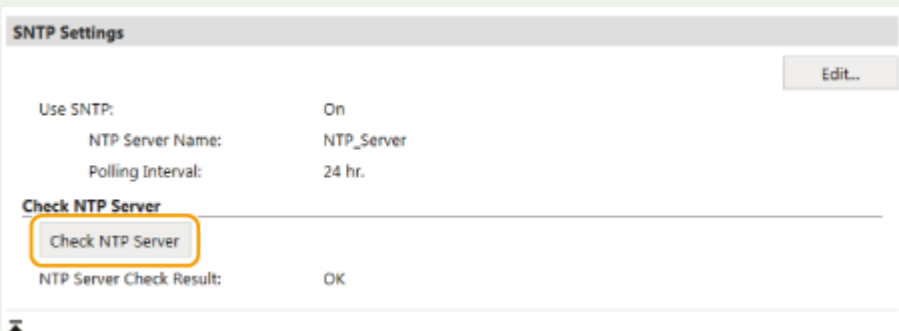 SNTP Settings
Edit...
Use SNTP: On
NTP Server Name: NTP_Server
Polling Interval: 24 hr.
Check NTP Server
Check NTP Server
NTP Server Check Result: OK